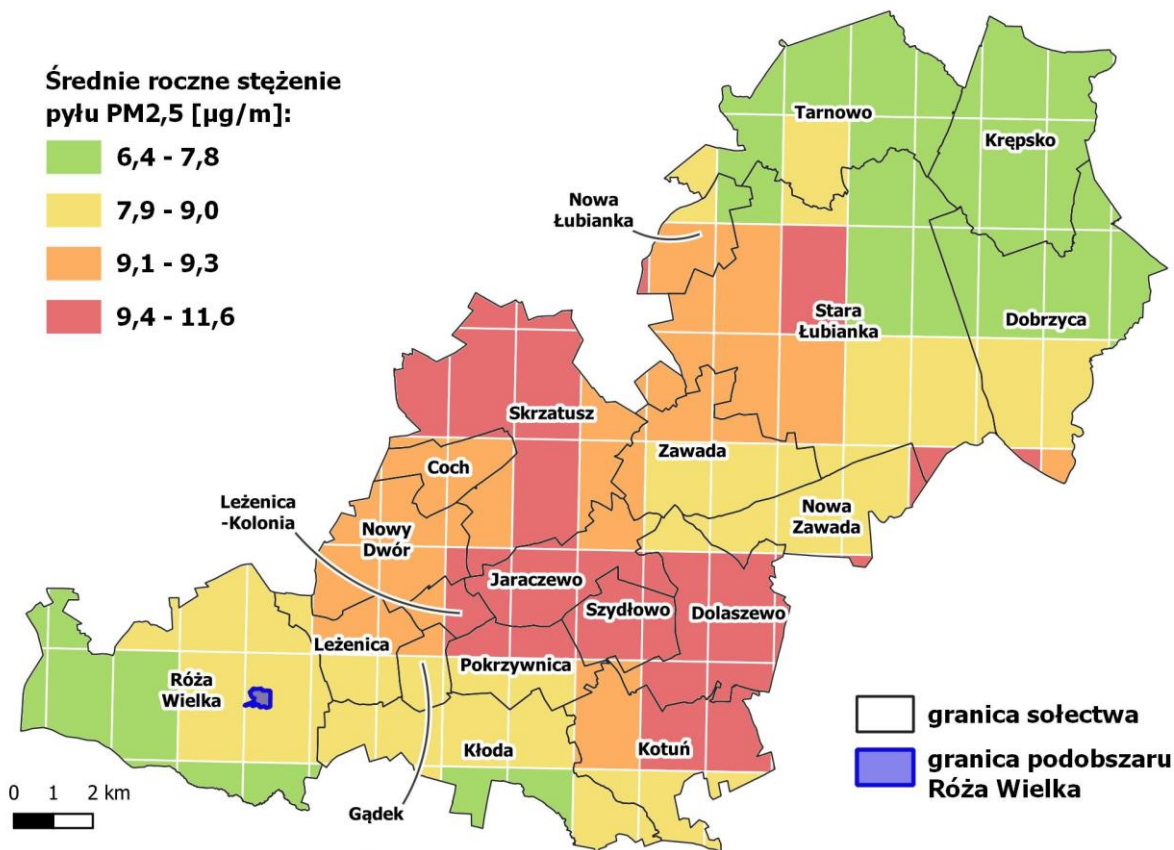 Średnie roczne stężenie
pyłu PM2,5 [µg/m]:
6,4 - 7,8
7,9 - 9,0
9,1 - 9,3
9,4 - 11,6
Tarnowo
Krępsko
Nowa
Łubianka
Stara
Łubianka
Dobrzyca
Skrzatusz
Zawada
Coch
Leżenica
-Kolonia
Nowy
Dwór
Nowa
Zawada
Jaraczewo
Szydłowo
Dolaszewo
Leżenica
Pokrzywnica
Róża
Wielka
Kłoda
Kotuń
Gądek
granica sołectwa
granica podobszaru
Róża Wielka
0 1 2 km